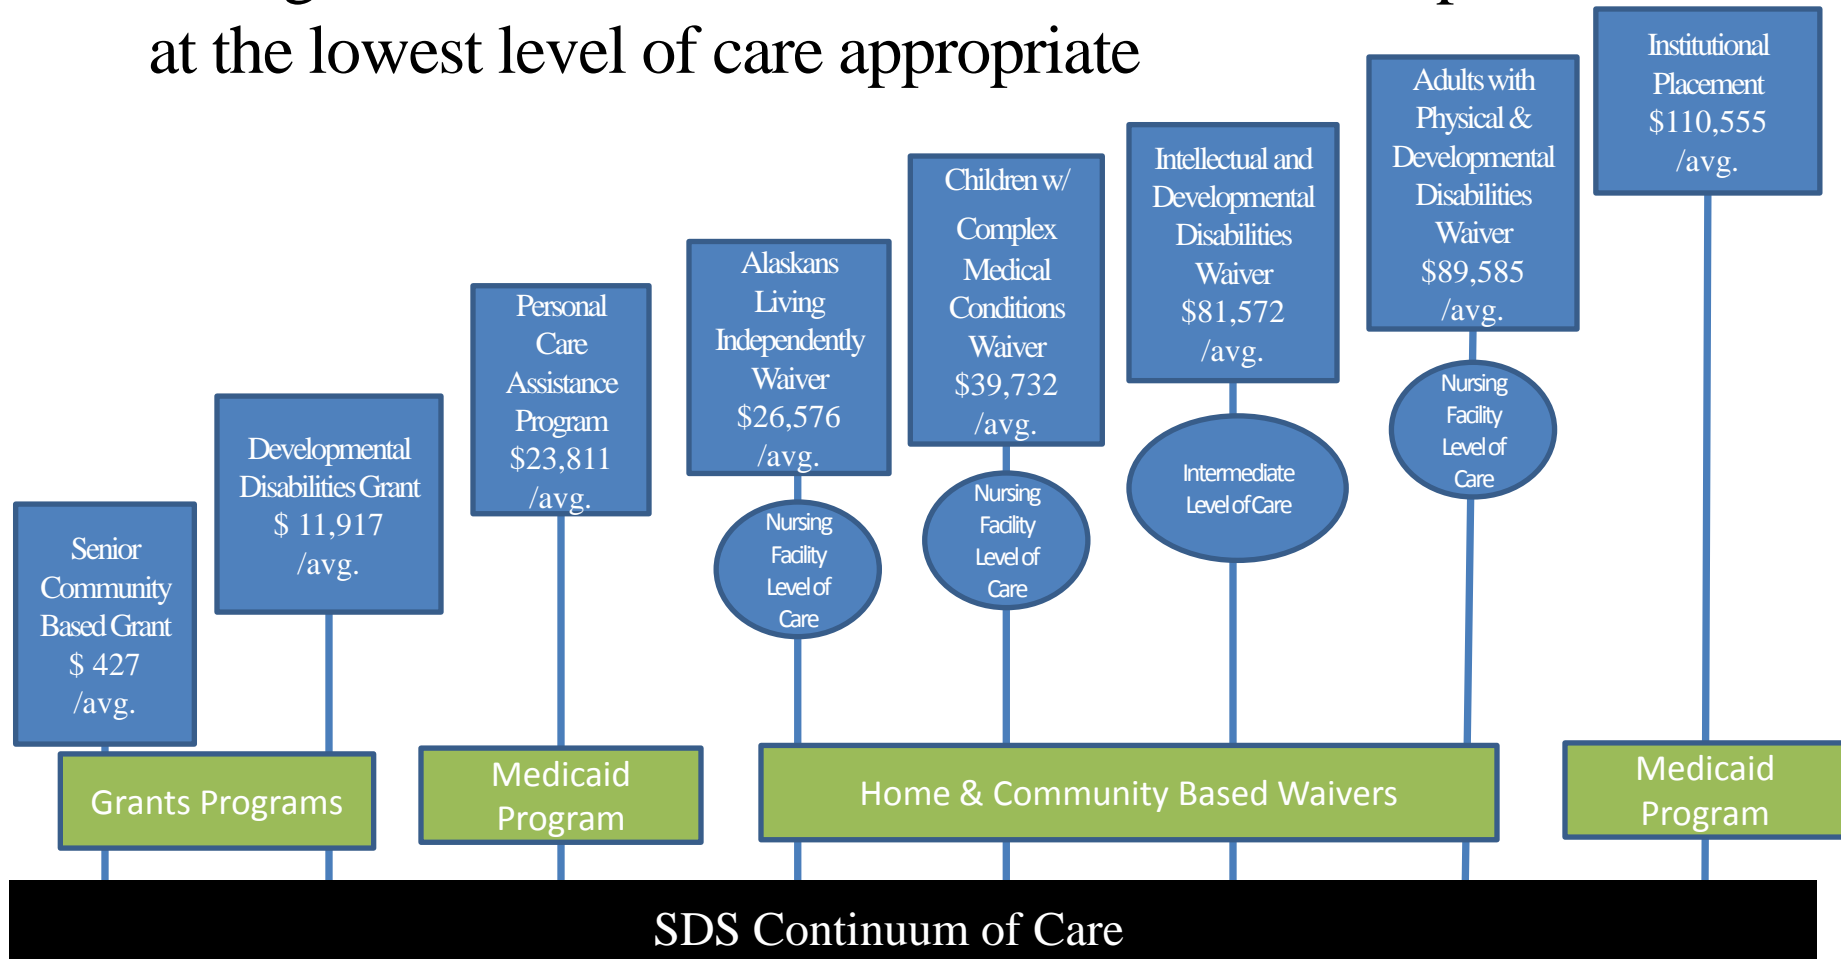 at the lowest level of care appropriate
Senior
Community
Based Grant
$ 427
/avg.
Developmental
Disabilities Grant
$ 11,917
/avg.
Personal
Care
Assistance
Program
$23,811
/avg.
Alaskans
Living
Independently
Waiver
$26,576
/avg.
Nursing
Facility
Level of
Care
Children w/
Complex
Medical
Conditions
Waiver
$39,732
/avg.
Nursing
Facility
Level of
Care
Intellectual and
Developmental
Disabilities
Waiver
$81,572
/avg.
Intermediate
Level of Care
Adults with
Physical &
Developmental
Disabilities
Waiver
$89,585
/avg.
Nursing
Facility
Level of
Care
Institutional
Placement
$110,555
/avg.
Grants Programs
Medicaid
Program
Home & Community Based Waivers
Medicaid
Program
SDS Continuum of Care